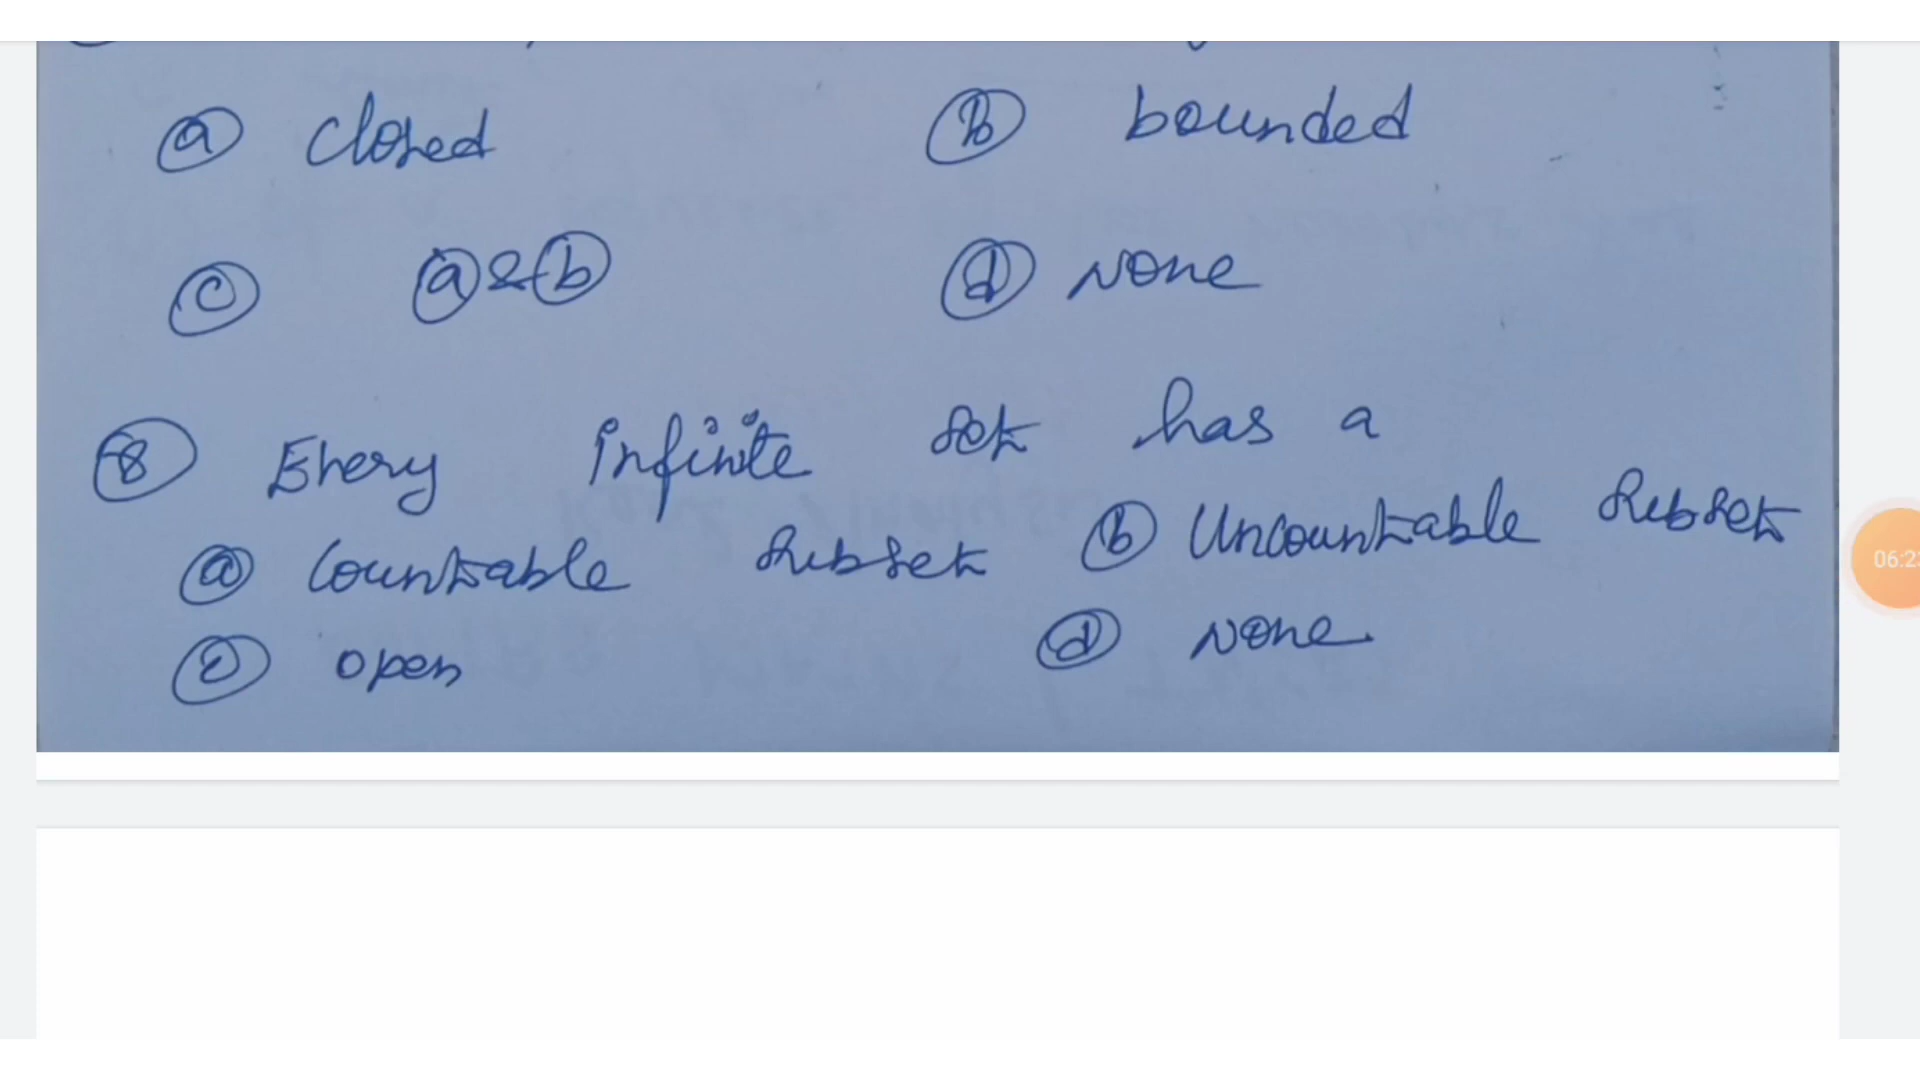 ⓐ closed ⓑ bounded
ⓒ ⓐ & ⓑ ⓓ None
⑧ Every infinite set has a
ⓐ Countable subset ⓑ Uncountable subset
ⓒ open ⓓ None